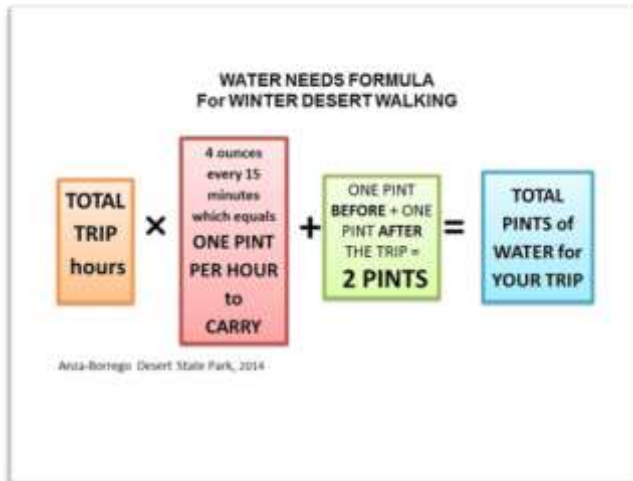 WATER NEEDS FORMULA
For WINTER DESERT WALKING
TOTAL
TRIP
hours
×
4 ounces
every 15
minutes
which equals
ONE PINT
PER HOUR
to
CARRY
+
ONE PINT
BEFORE + ONE
PINT AFTER
THE TRIP =
2 PINTS
=
TOTAL
PINTS of
WATER for
YOUR TRIP
Anza-Borrego Desert State Park, 2014